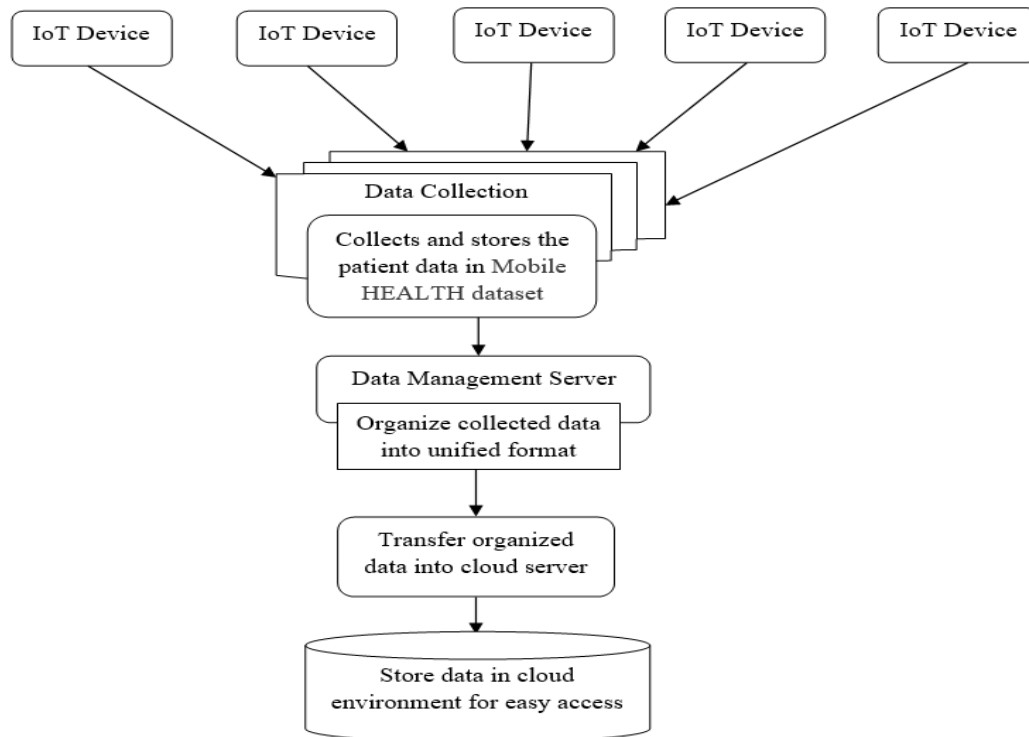 IoT Device
IoT Device
IoT Device
IoT Device
IoT Device
Data Collection
Collects and stores the
patient data in Mobile
HEALTH dataset
Data Management Server
Organize collected data
into unified format
Transfer organized
data into cloud server
Store data in cloud
environment for easy access